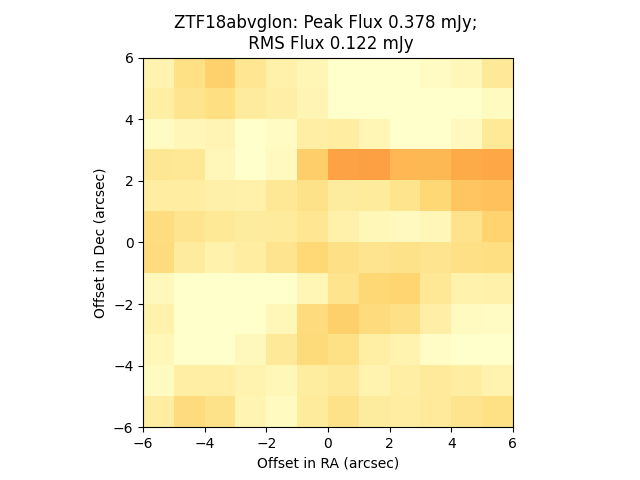 ZTF18abvglon: Peak Flux 0.378 mJy;
RMS Flux 0.122 mJy
6
4
2
0
−2
−4
−6
Offset in Dec (arcsec)
−6 −4 −2 0 2 4 6
Offset in RA (arcsec)